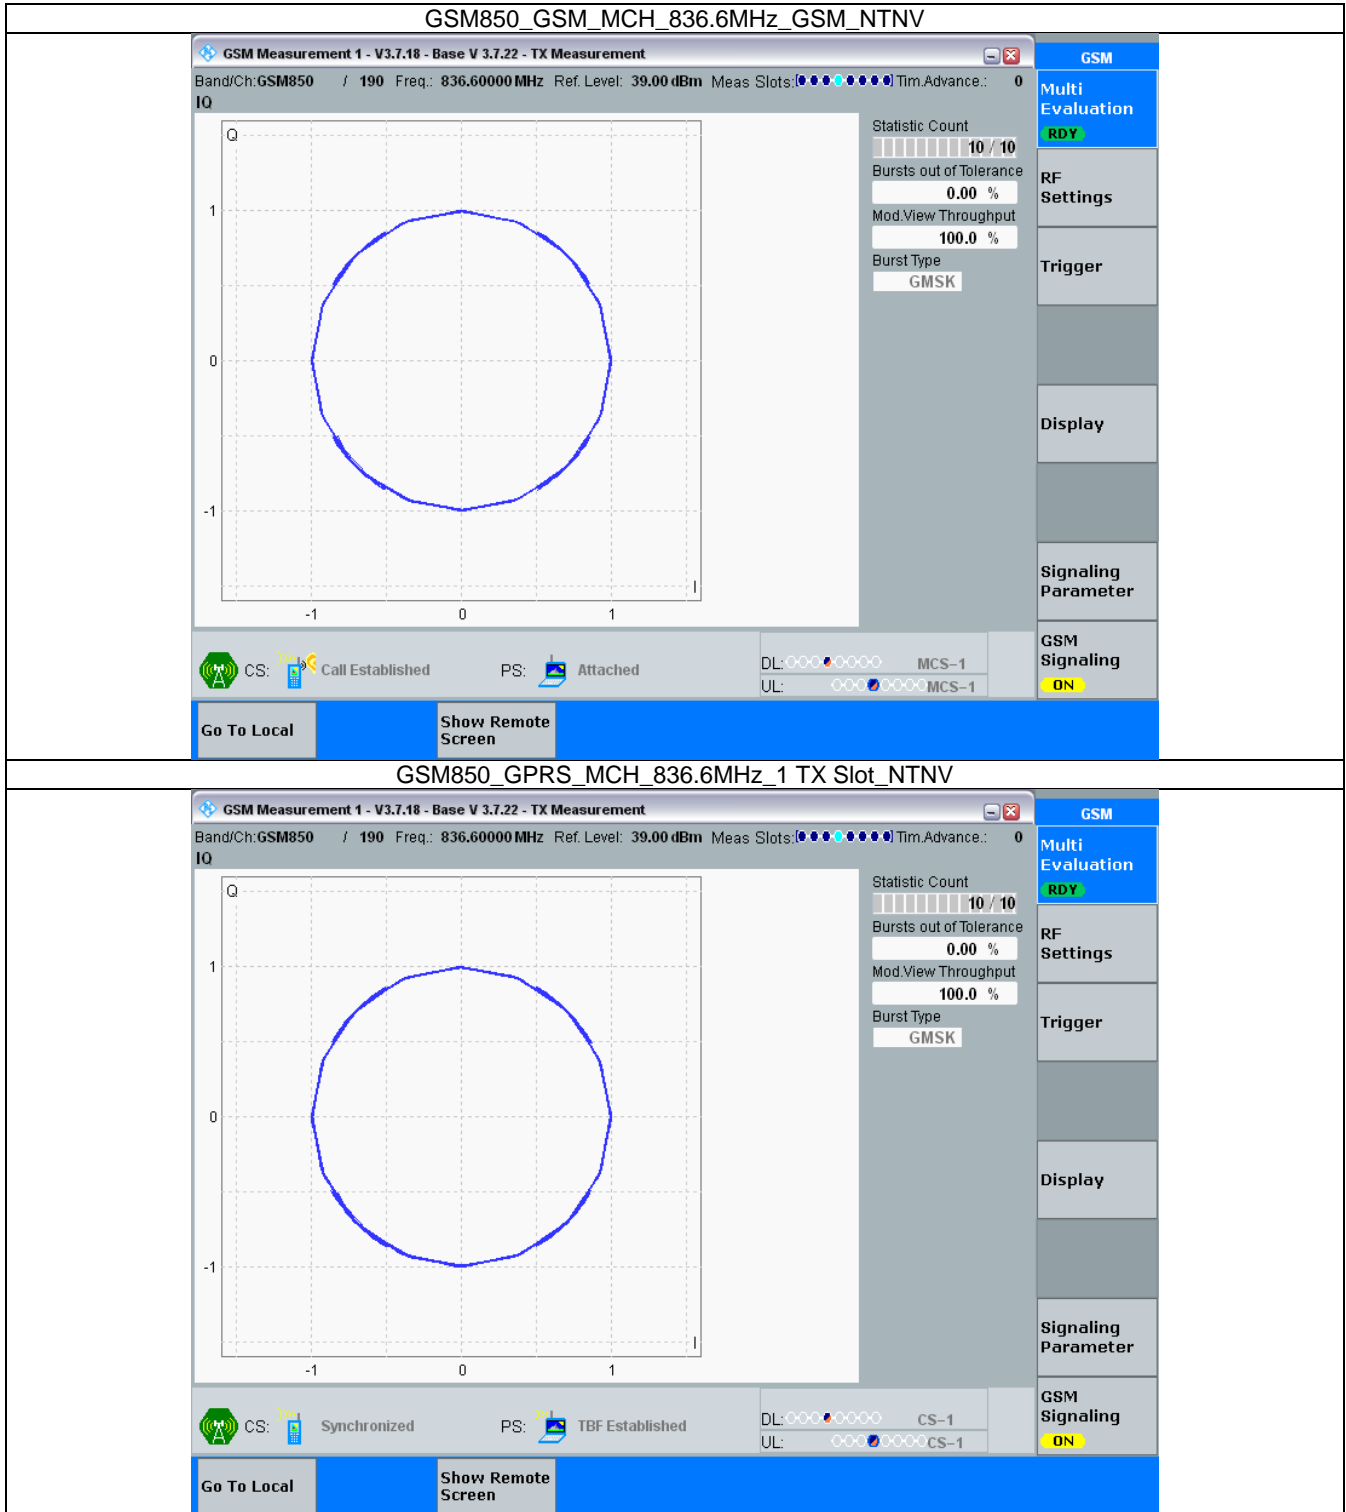 GSM850_GSM_MCH_836.6MHz_GSM_NTNV
GSM Measurement 1 - V3.7.18 - Base V 3.7.22 - TX Measurement
GSM
Band/Ch:GSM850 / 190 Freq.: 836.60000 MHz Ref. Level: 39.00 dBm Meas Slots: Tim.Advance.: 0
IQ
Multi
Evaluation
RDY
Q
Statistic Count
10 / 10
Bursts out of Tolerance
0.00 %
Mod.View Throughput
100.0 %
Burst Type
GMSK
RF
Settings
Trigger
Display
Signaling
Parameter
GSM
Signaling
ON
1
0
-1
I
-1 0 1
CS: Call Established PS: Attached
DL: MCS-1
UL: MCS-1
Go To Local
Show Remote
Screen
GSM850_GPRS_MCH_836.6MHz_1 TX Slot_NTNV
GSM Measurement 1 - V3.7.18 - Base V 3.7.22 - TX Measurement
GSM
Band/Ch:GSM850 / 190 Freq.: 836.60000 MHz Ref. Level: 39.00 dBm Meas Slots: Tim.Advance.: 0
IQ
Multi
Evaluation
RDY
Q
Statistic Count
10 / 10
Bursts out of Tolerance
0.00 %
Mod.View Throughput
100.0 %
Burst Type
GMSK
RF
Settings
Trigger
Display
Signaling
Parameter
GSM
Signaling
ON
1
0
-1
I
-1 0 1
CS: Synchronized PS: TBF Established
DL: CS-1
UL: CS-1
Go To Local
Show Remote
Screen